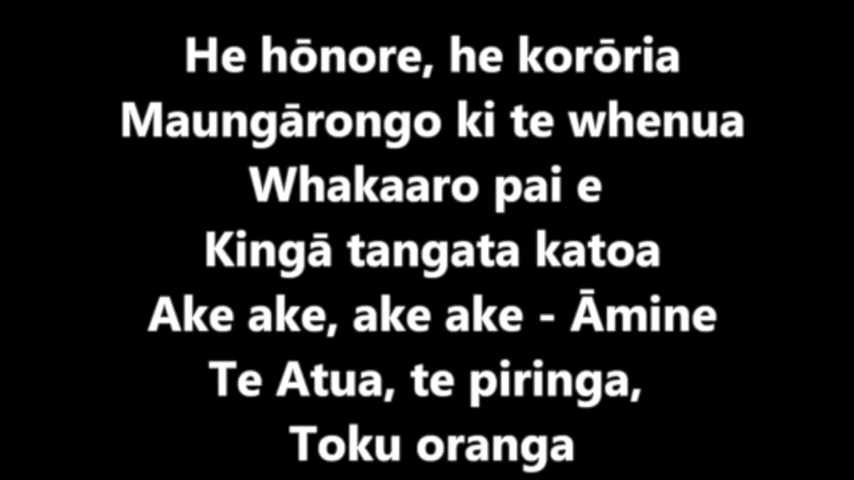 He hōnore, he korōria
Maungārongo ki te whenua
Whakaaro pai e
Kingā tangata katoa
Ake ake, ake ake - Āmine
Te Atua, te piringa,
Toku oranga